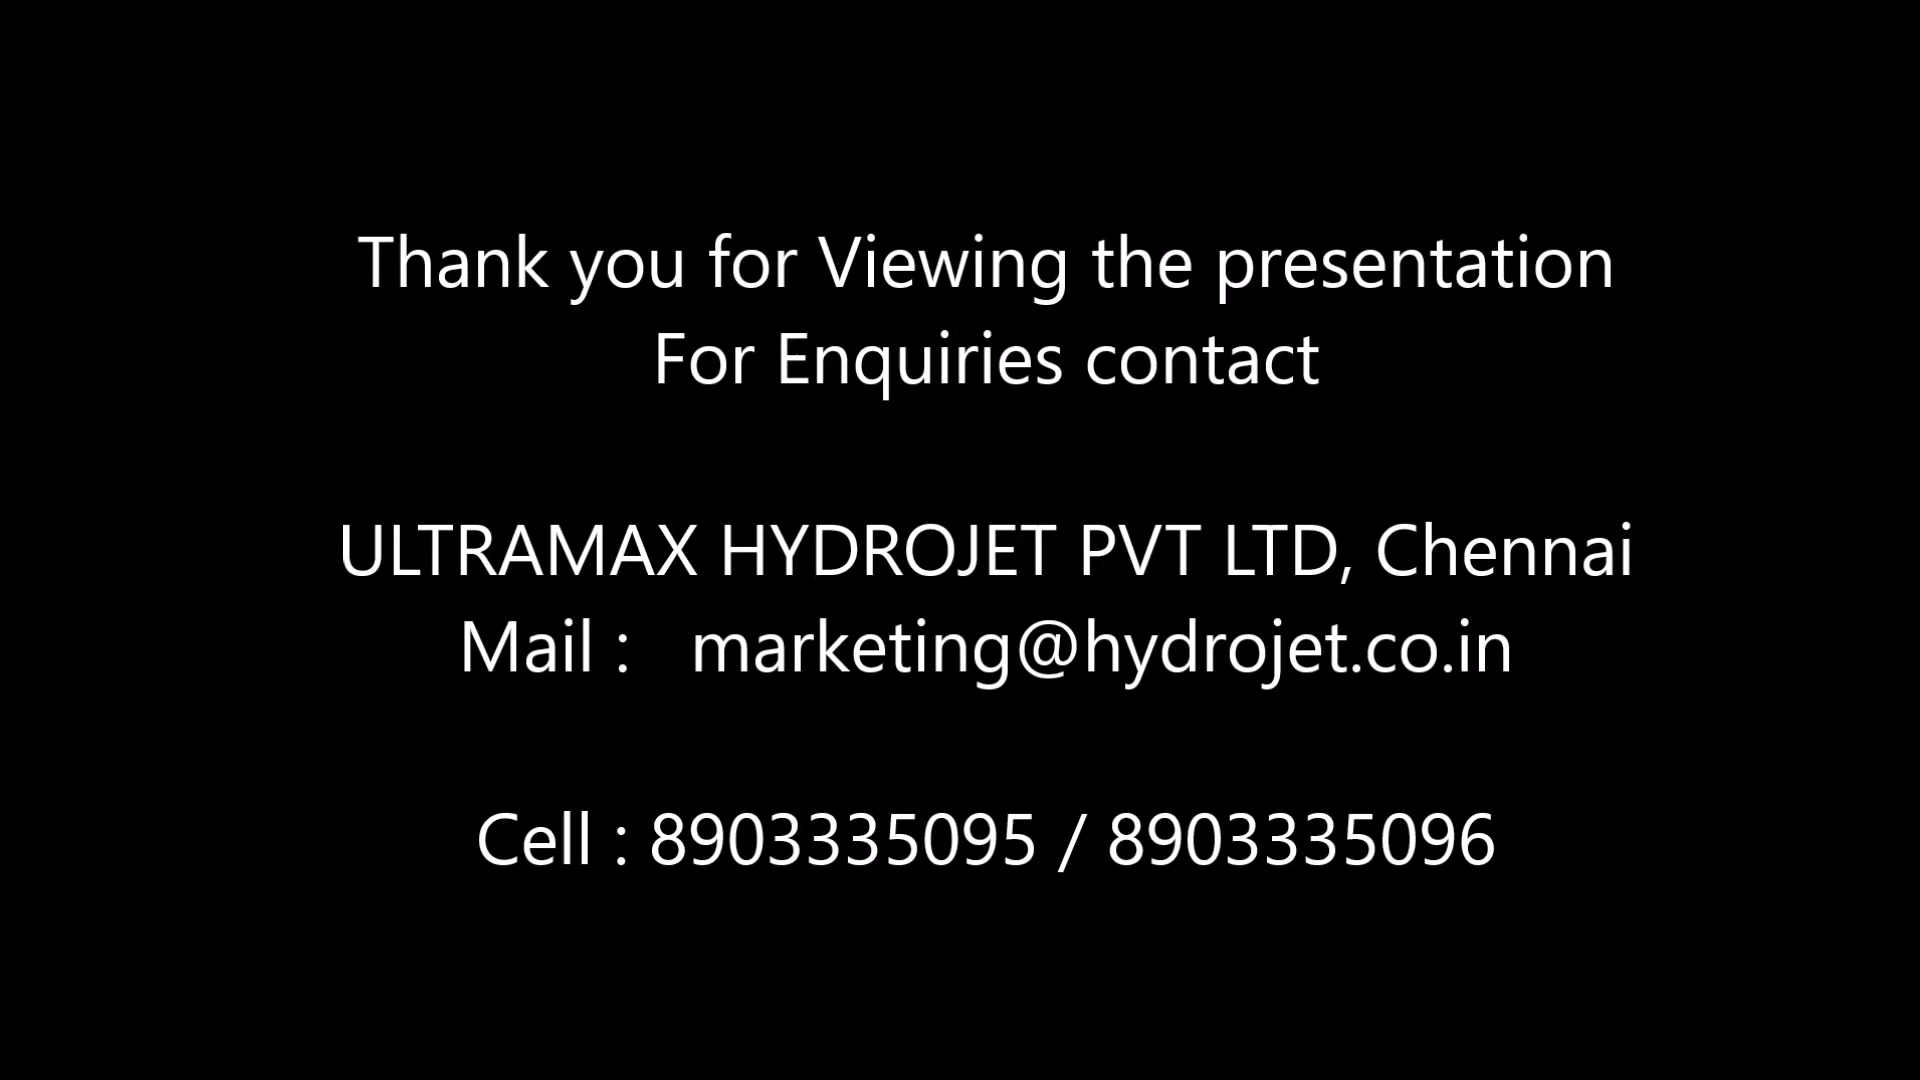 Thank you for Viewing the presentation
For Enquiries contact
ULTRAMAX HYDROJET PVT LTD, Chennai
Mail :   marketing@hydrojet.co.in
Cell : 8903335095 / 8903335096